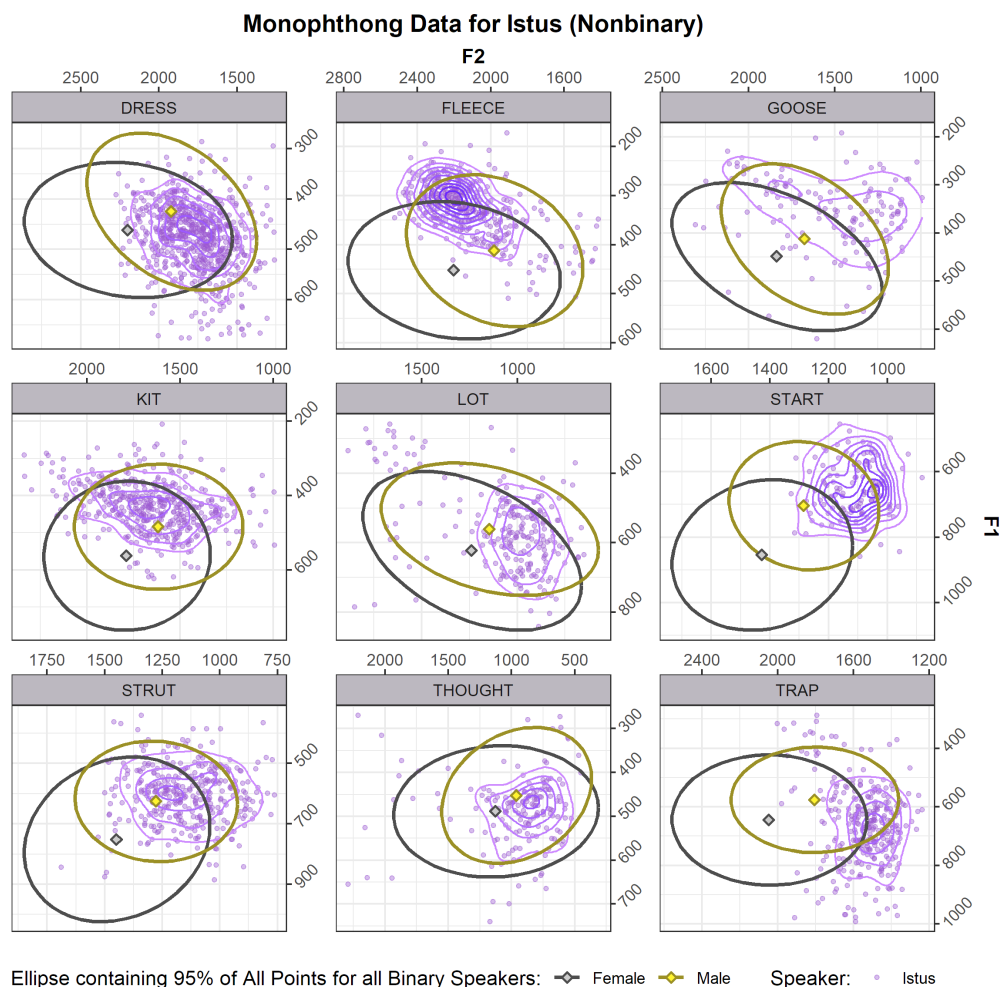 Monophthong Data for Istus (Nonbinary)
F2
2500 2000 1500
2800 2400 2000 1600
2500 2000 1500 1000
DRESS
FLEECE
GOOSE
300
400
500
600
200
300
400
500
600
200
300
400
500
600
2000 1500 1000
1500 1000
1600 1400 1200 1000
KIT
LOT
START
200
400
600
400
600
800
600
800
1000
F1
1750 1500 1250 1000 750
2000 1500 1000 500
2400 2000 1600 1200
STRUT
THOUGHT
TRAP
500
700
900
300
400
500
600
700
400
600
800
1000
Ellipse containing 95% of All Points for all Binary Speakers: Female Male Speaker: Istus